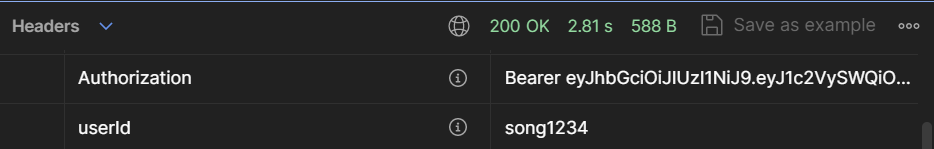 Headers 200 OK 2.81 s 588 B Save as example
Authorization Bearer eyJhbGciOiJIUzI1NiJ9.eyJ1c2VySWQiO...
userId song1234